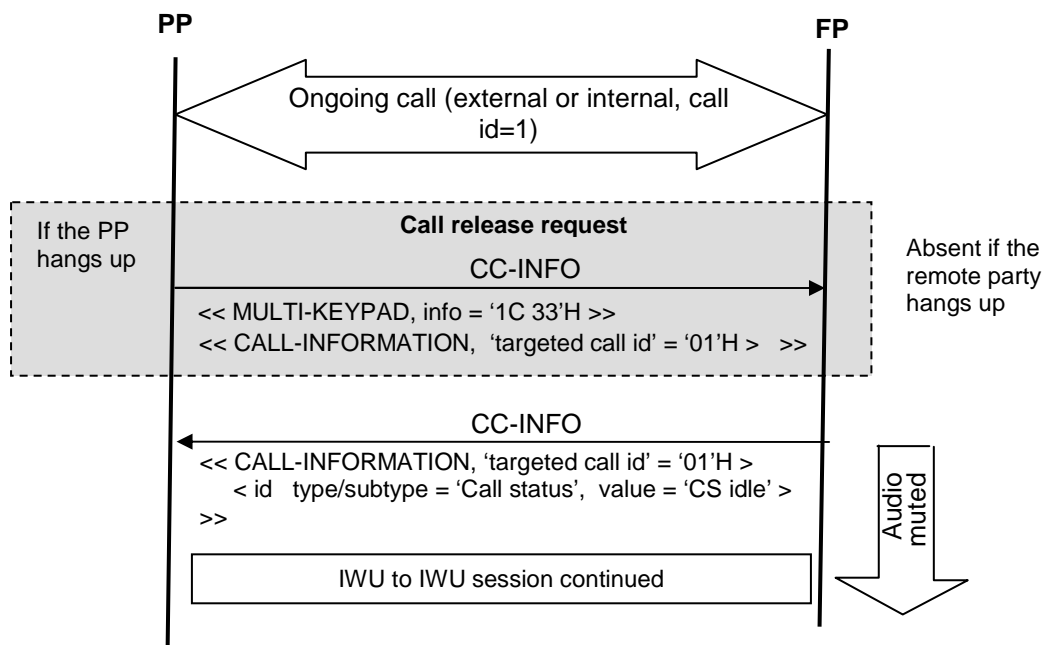 PP
FP
Ongoing call (external or internal, call
id=1)
If the PP
hangs up
Call release request
Absent if the
remote party
hangs up
CC-INFO
<< MULTI-KEYPAD, info = ‘1C 33’H >>
<< CALL-INFORMATION, ‘targeted call id’ = ‘01’H > >>
CC-INFO
<< CALL-INFORMATION, ‘targeted call id’ = ‘01’H >
< id type/subtype = ‘Call status’, value = ‘CS idle’ >
>>
Audio
muted
IWU to IWU session continued